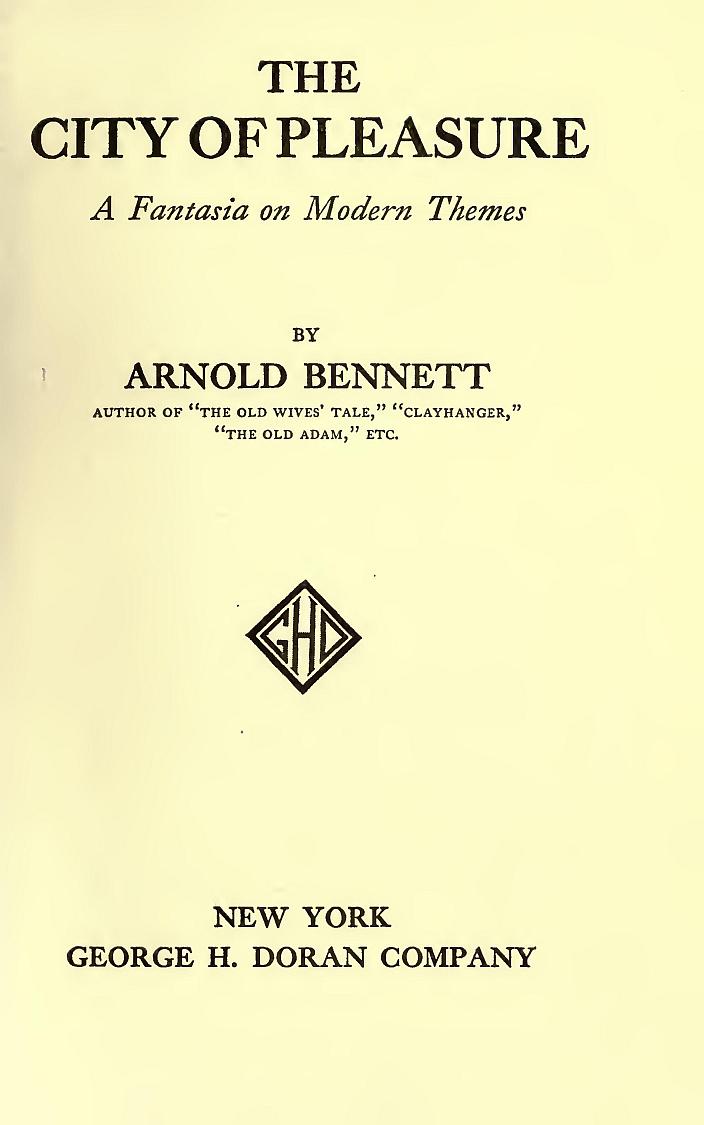 THE
CITY OF PLEASURE
A Fantasia on Modern Themes
BY
ARNOLD BENNETT
AUTHOR OF “THE OLD WIVES’ TALE,” “CLAYHANGER,”
“THE OLD ADAM,” ETC.
GHD
NEW YORK
GEORGE H. DORAN COMPANY